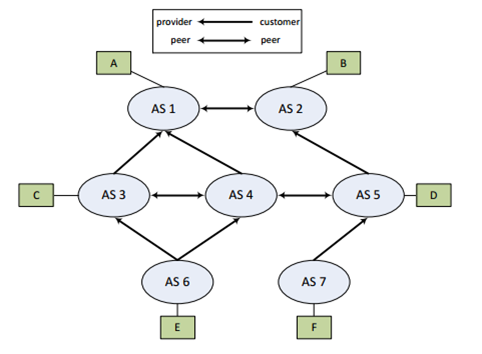 provider customer
peer peer
A B
AS 1 AS 2
C AS 3 AS 4 AS 5 D
AS 6 AS 7
E F